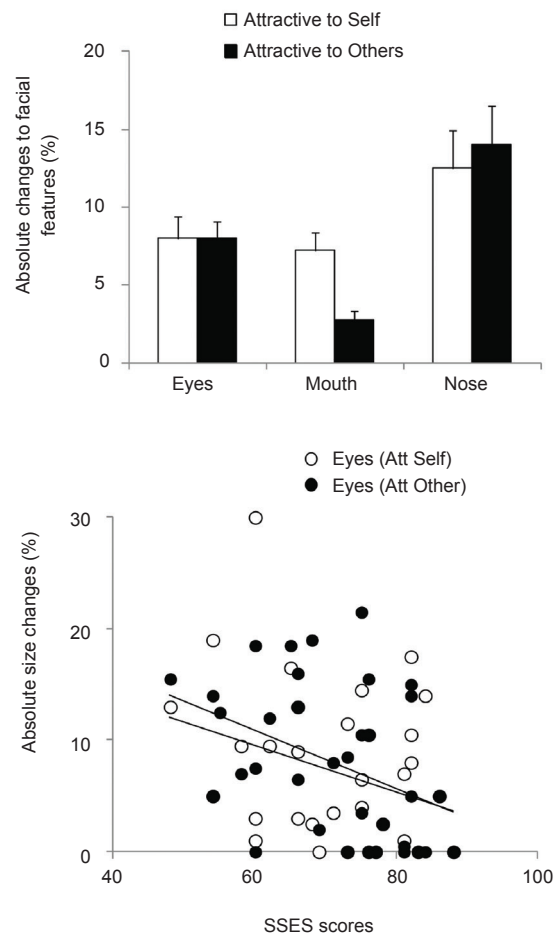 Attractive to Self
Attractive to Others
Absolute changes to facial
features (%)
20
15
10
5
0
Eyes Mouth Nose
Eyes (Att Self)
Eyes (Att Other)
Absolute size changes (%)
30
20
10
0
40 60 80 100
SSES scores